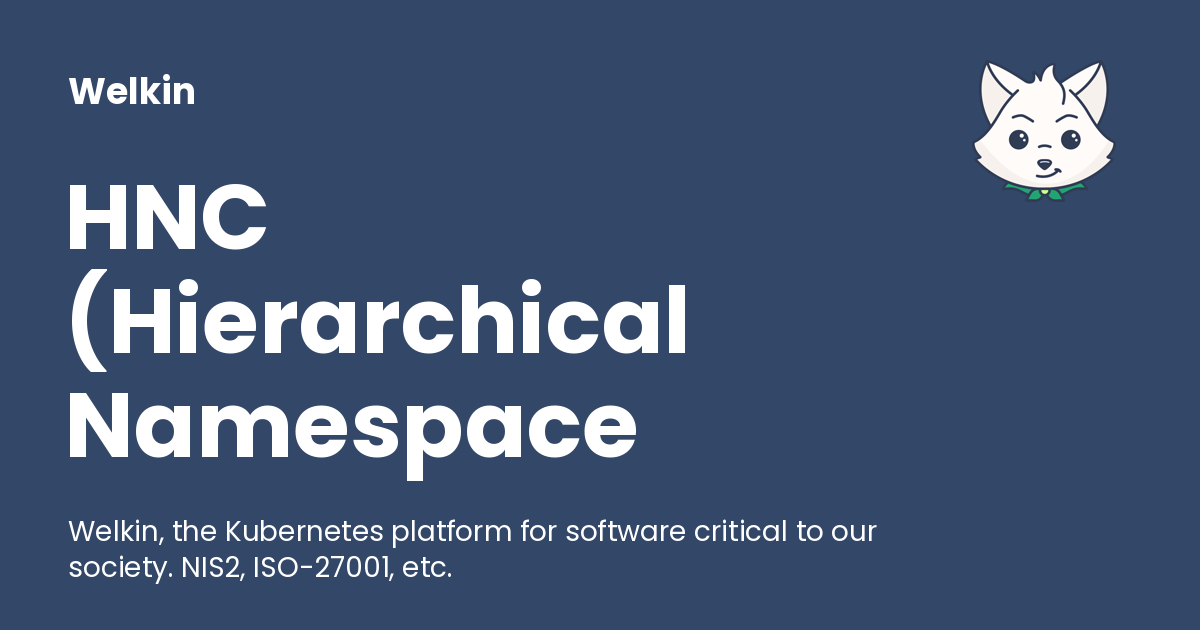 Welkin
HNC
(Hierarchical
Namespace
Welkin, the Kubernetes platform for software critical to our
society. NIS2, ISO-27001, etc.